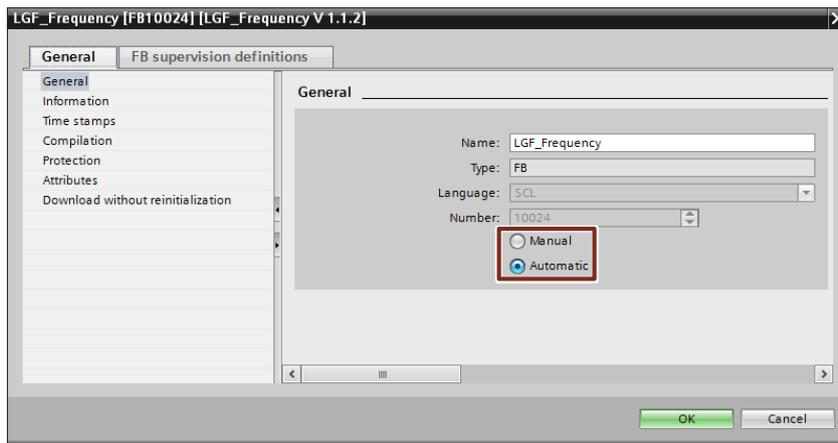 LGF_Frequency [FB10024] [LGF_Frequency V 1.1.2]
General
FB supervision definitions
General
Information
Time stamps
Compilation
Protection
Attributes
Download without reinitialization
General
Name: LGF_Frequency
Type: FB
Language: SCL
Number: 10024
Manual
Automatic
OK
Cancel